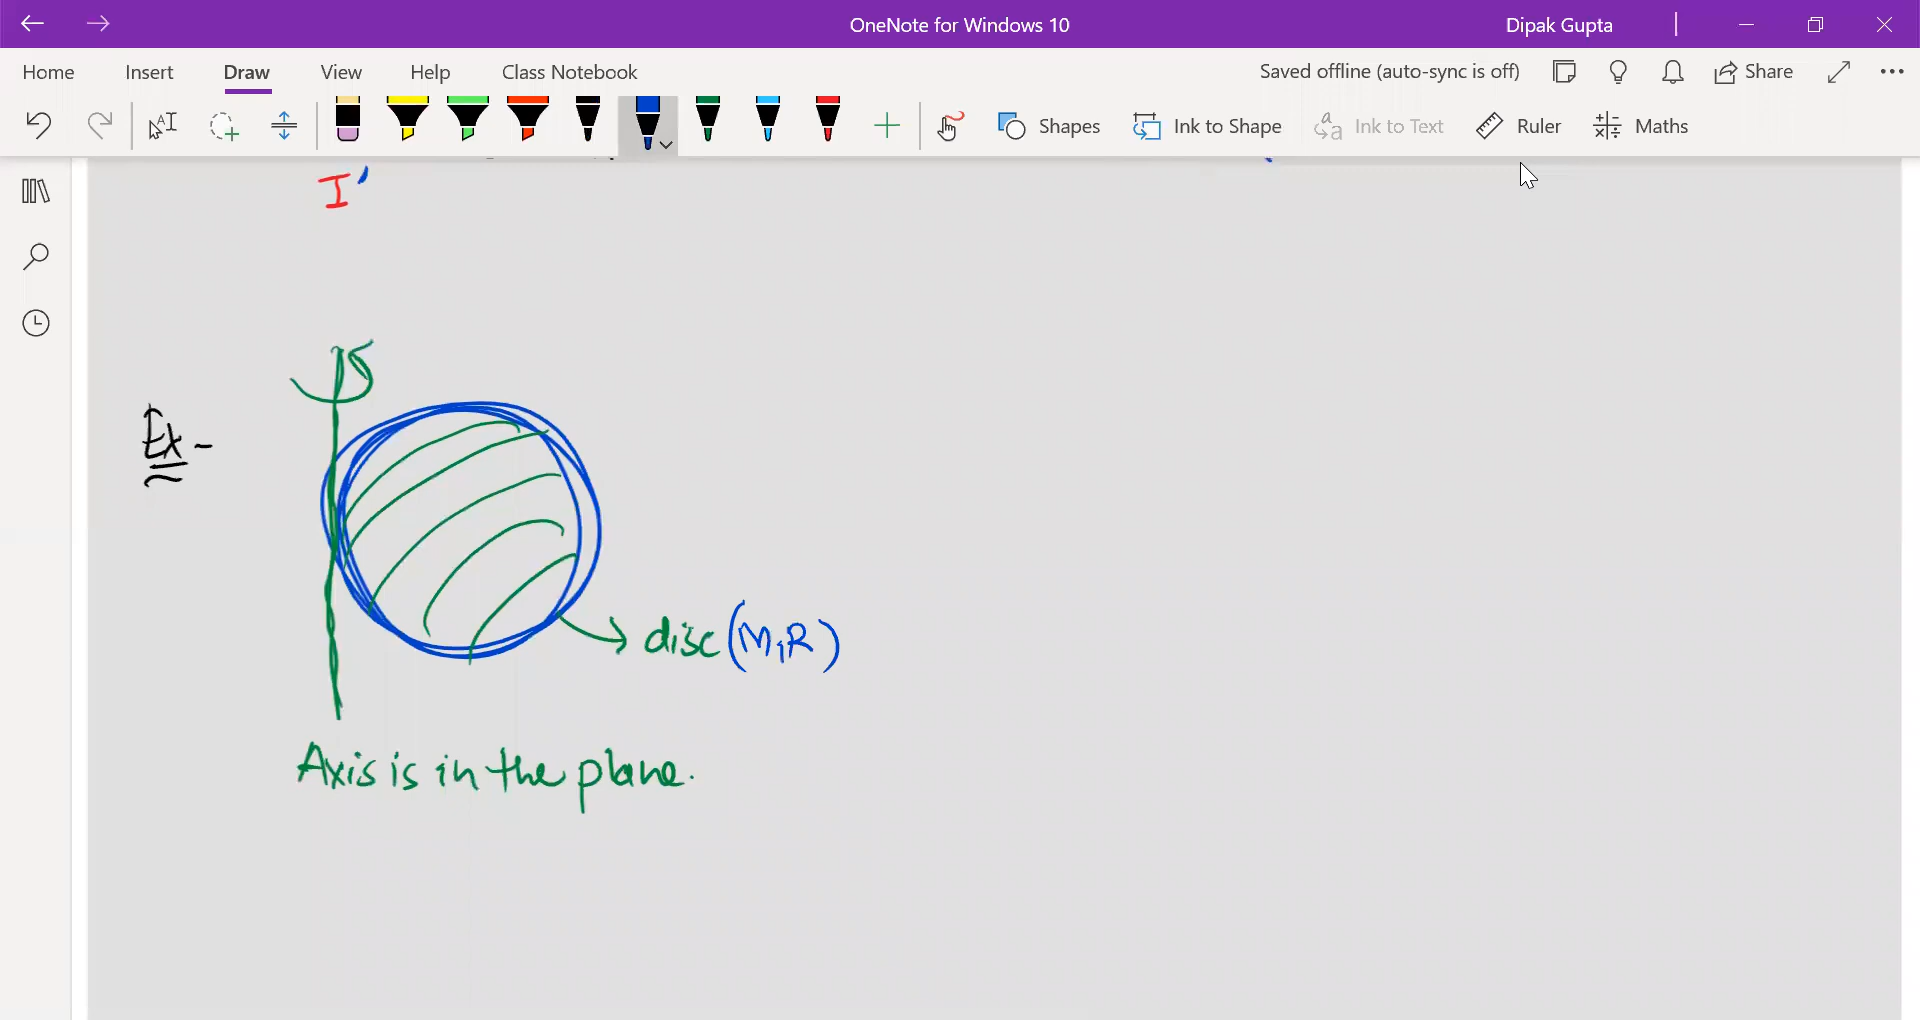 OneNote for Windows 10
Dipak Gupta
Home Insert Draw View Help Class Notebook
Saved offline (auto-sync is off) Share
Shapes Ink to Shape Ink to Text Ruler Maths
I'
Ex -
disc (M,R)
Axis is in the plane.